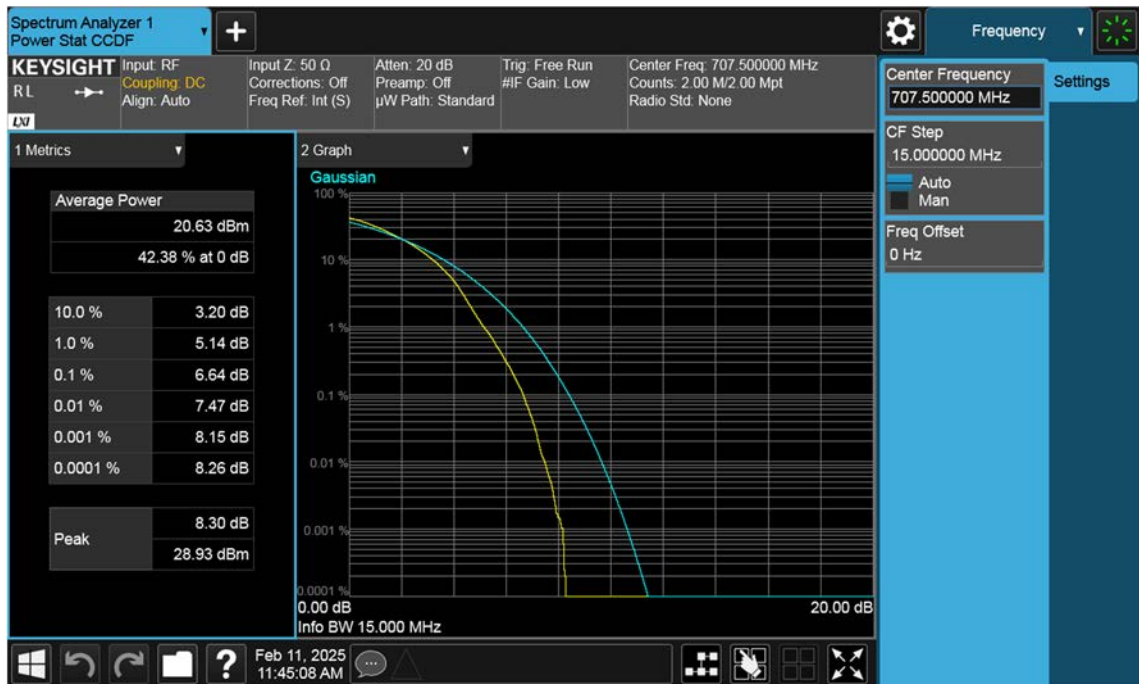 Spectrum Analyzer 1
Power Stat CCDF
Frequency
KEYSIGHT
R L
LXI
Input: RF
Coupling: DC
Align: Auto
Input Z: 50 Ω
Corrections: Off
Freq Ref: Int (S)
Atten: 20 dB
Preamp: Off
µW Path: Standard
Trig: Free Run
#IF Gain: Low
Center Freq: 707.500000 MHz
Counts: 2.00 M/2.00 Mpt
Radio Std: None
Center Frequency
707.500000 MHz
Settings
CF Step
15.000000 MHz
Auto
Man
Freq Offset
0 Hz
1 Metrics
Average Power
20.63 dBm
42.38 % at 0 dB
10.0 % 3.20 dB
1.0 % 5.14 dB
0.1 % 6.64 dB
0.01 % 7.47 dB
0.001 % 8.15 dB
0.0001 % 8.26 dB
Peak
8.30 dB
28.93 dBm
2 Graph
Gaussian
100 %
10 %
1 %
0.1 %
0.01 %
0.001 %
0.0001 %
0.00 dB 20.00 dB
Info BW 15.000 MHz
?
Feb 11, 2025
11:45:08 AM